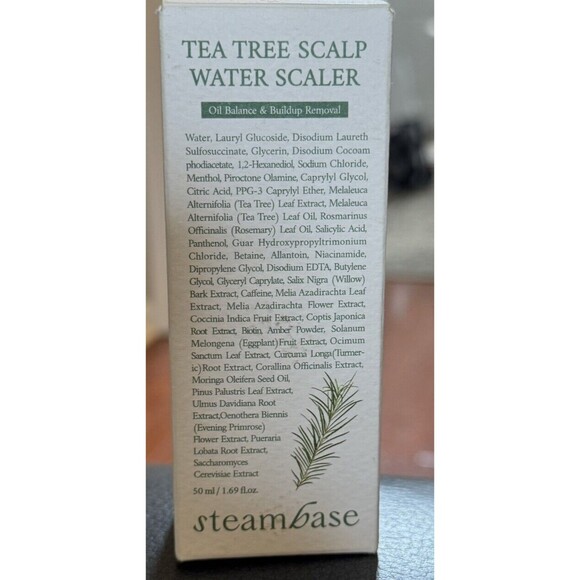 TEA TREE SCALP
WATER SCALER
Oil Balance & Buildup Removal
Water, Lauryl Glucoside, Disodium Laureth
Sulfosuccinate, Glycerin, Disodium Cocoam
phodiacetate, 1,2-Hexanediol, Sodium Chloride,
Menthol, Piroctone Olamine, Caprylyl Glycol,
Citric Acid, PPG-3 Caprylyl Ether, Melaleuca
Alternifolia (Tea Tree) Leaf Extract, Melaleuca
Alternifolia (Tea Tree) Leaf Oil, Rosmarinus
Officinalis (Rosemary) Leaf Oil, Salicylic Acid,
Panthenol, Guar Hydroxypropyltrimonium
Chloride, Betaine, Allantoin, Niacinamide,
Dipropylene Glycol, Disodium EDTA, Butylene
Glycol, Glyceryl Caprylate, Salix Nigra (Willow)
Bark Extract, Caffeine, Melia Azadirachta Leaf
Extract, Melia Azadirachta Flower Extract,
Coccinia Indica Fruit Extract, Coptis Japonica
Root Extract, Biotin, Amber Powder, Solanum
Melongena (Eggplant)Fruit Extract, Ocimum
Sanctum Leaf Extract, Curcuma Longa(Turmer-
ic)Root Extract, Corallina Officinalis Extract,
Moringa Oleifera Seed Oil,
Pinus Palustris Leaf Extract,
Ulmus Davidiana Root
Extract,Oenothera Biennis
(Evening Primrose)
Flower Extract, Pueraria
Lobata Root Extract,
Saccharomyces
Cerevisiae Extract
50 ml / 1.69 fl.oz.
steambase